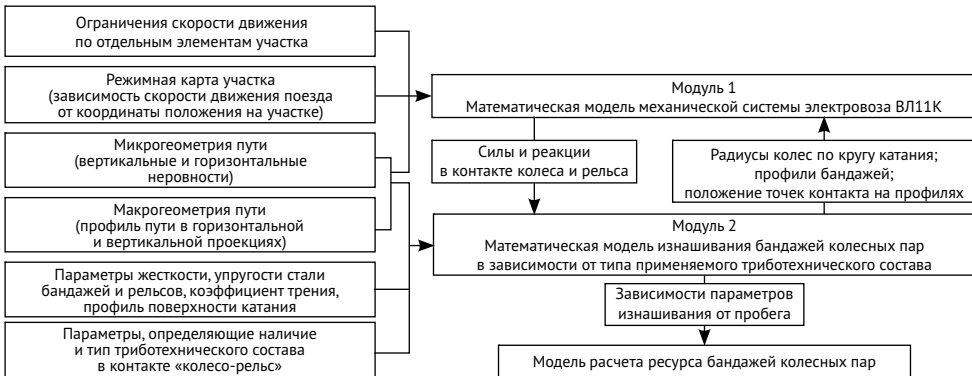 Ограничения скорости движения
по отдельным элементам участка
Режимная карта участка
(зависимость скорости движения поезда
от координаты положения на участке)
Микрогеометрия пути
(вертикальные и горизонтальные
неровности)
Макрогеометрия пути
(профиль пути в горизонтальной
и вертикальной проекциях)
Параметры жесткости, упругости стали
бандажей и рельсов, коэффициент трения,
профиль поверхности катания
Параметры, определяющие наличие
и тип триботехнического состава
в контакте «колесо-рельс»
Модуль 1
Математическая модель механической системы электровоза ВЛ11К
Силы и реакции
в контакте колеса и рельса
Радиусы колес по кругу катания;
профили бандажей;
положение точек контакта на профилях
Модуль 2
Математическая модель изнашивания бандажей колесных пар
в зависимости от типа применяемого триботехнического состава
Зависимости параметров
изнашивания от пробега
Модель расчета ресурса бандажей колесных пар